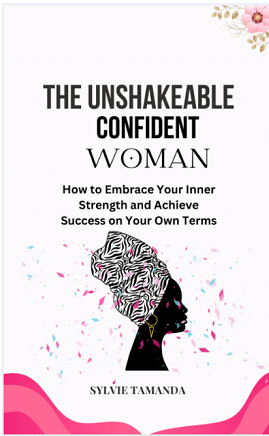 THE UNSHAKEABLE
CONFIDENT
WOMAN
How to Embrace Your Inner
Strength and Achieve
Success on Your Own Terms
SYLVIE TAMANDA